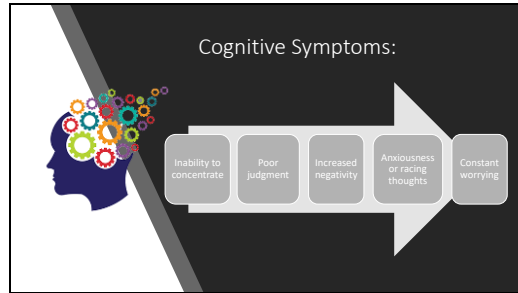 Cognitive Symptoms:
Inability to
concentrate
Poor
judgment
Increased
negativity
Anxiousness
or racing
thoughts
Constant
worrying